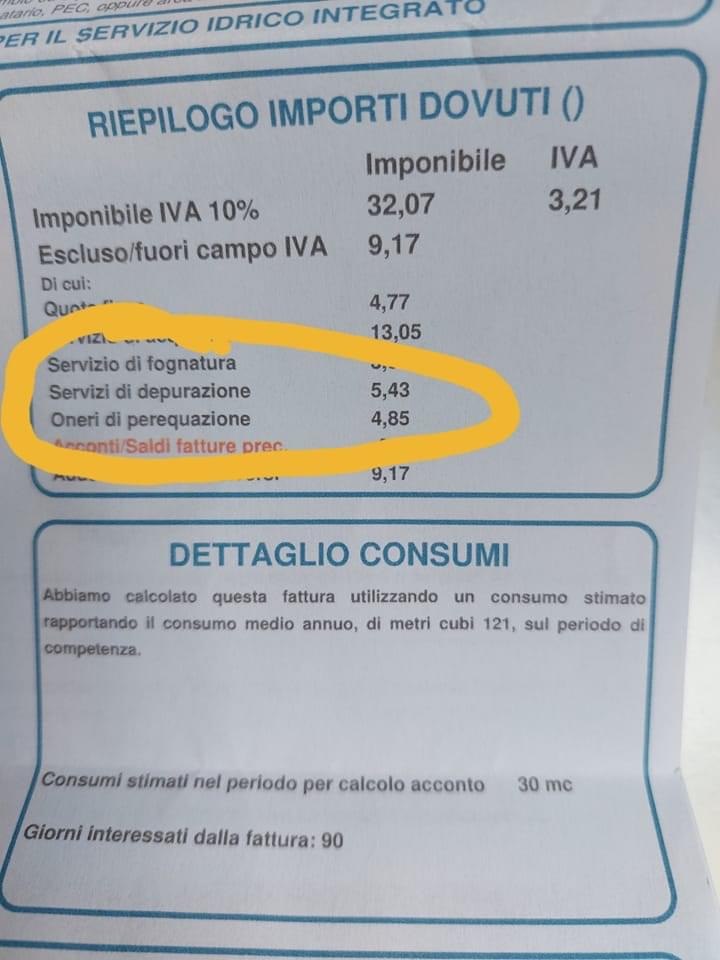 atario, PEC, oppure
PER IL SERVIZIO IDRICO INTEGRATO
RIEPILOGO IMPORTI DOVUTI ()
Imponibile IVA
Imponibile IVA 10% 32,07 3,21
Escluso/fuori campo IVA 9,17
Di cui:
4,77
13,05
Servizio di fognatura
Servizi di depurazione 5,43
Oneri di perequazione 4,85
Acconti/Saldi fatture prec.
9,17
DETTAGLIO CONSUMI
Abbiamo calcolato questa fattura utilizzando un consumo stimato
rapportando il consumo medio annuo, di metri cubi 121, sul periodo di
competenza.
Consumi stimati nel periodo per calcolo acconto 30 mc
Giorni interessati dalla fattura: 90